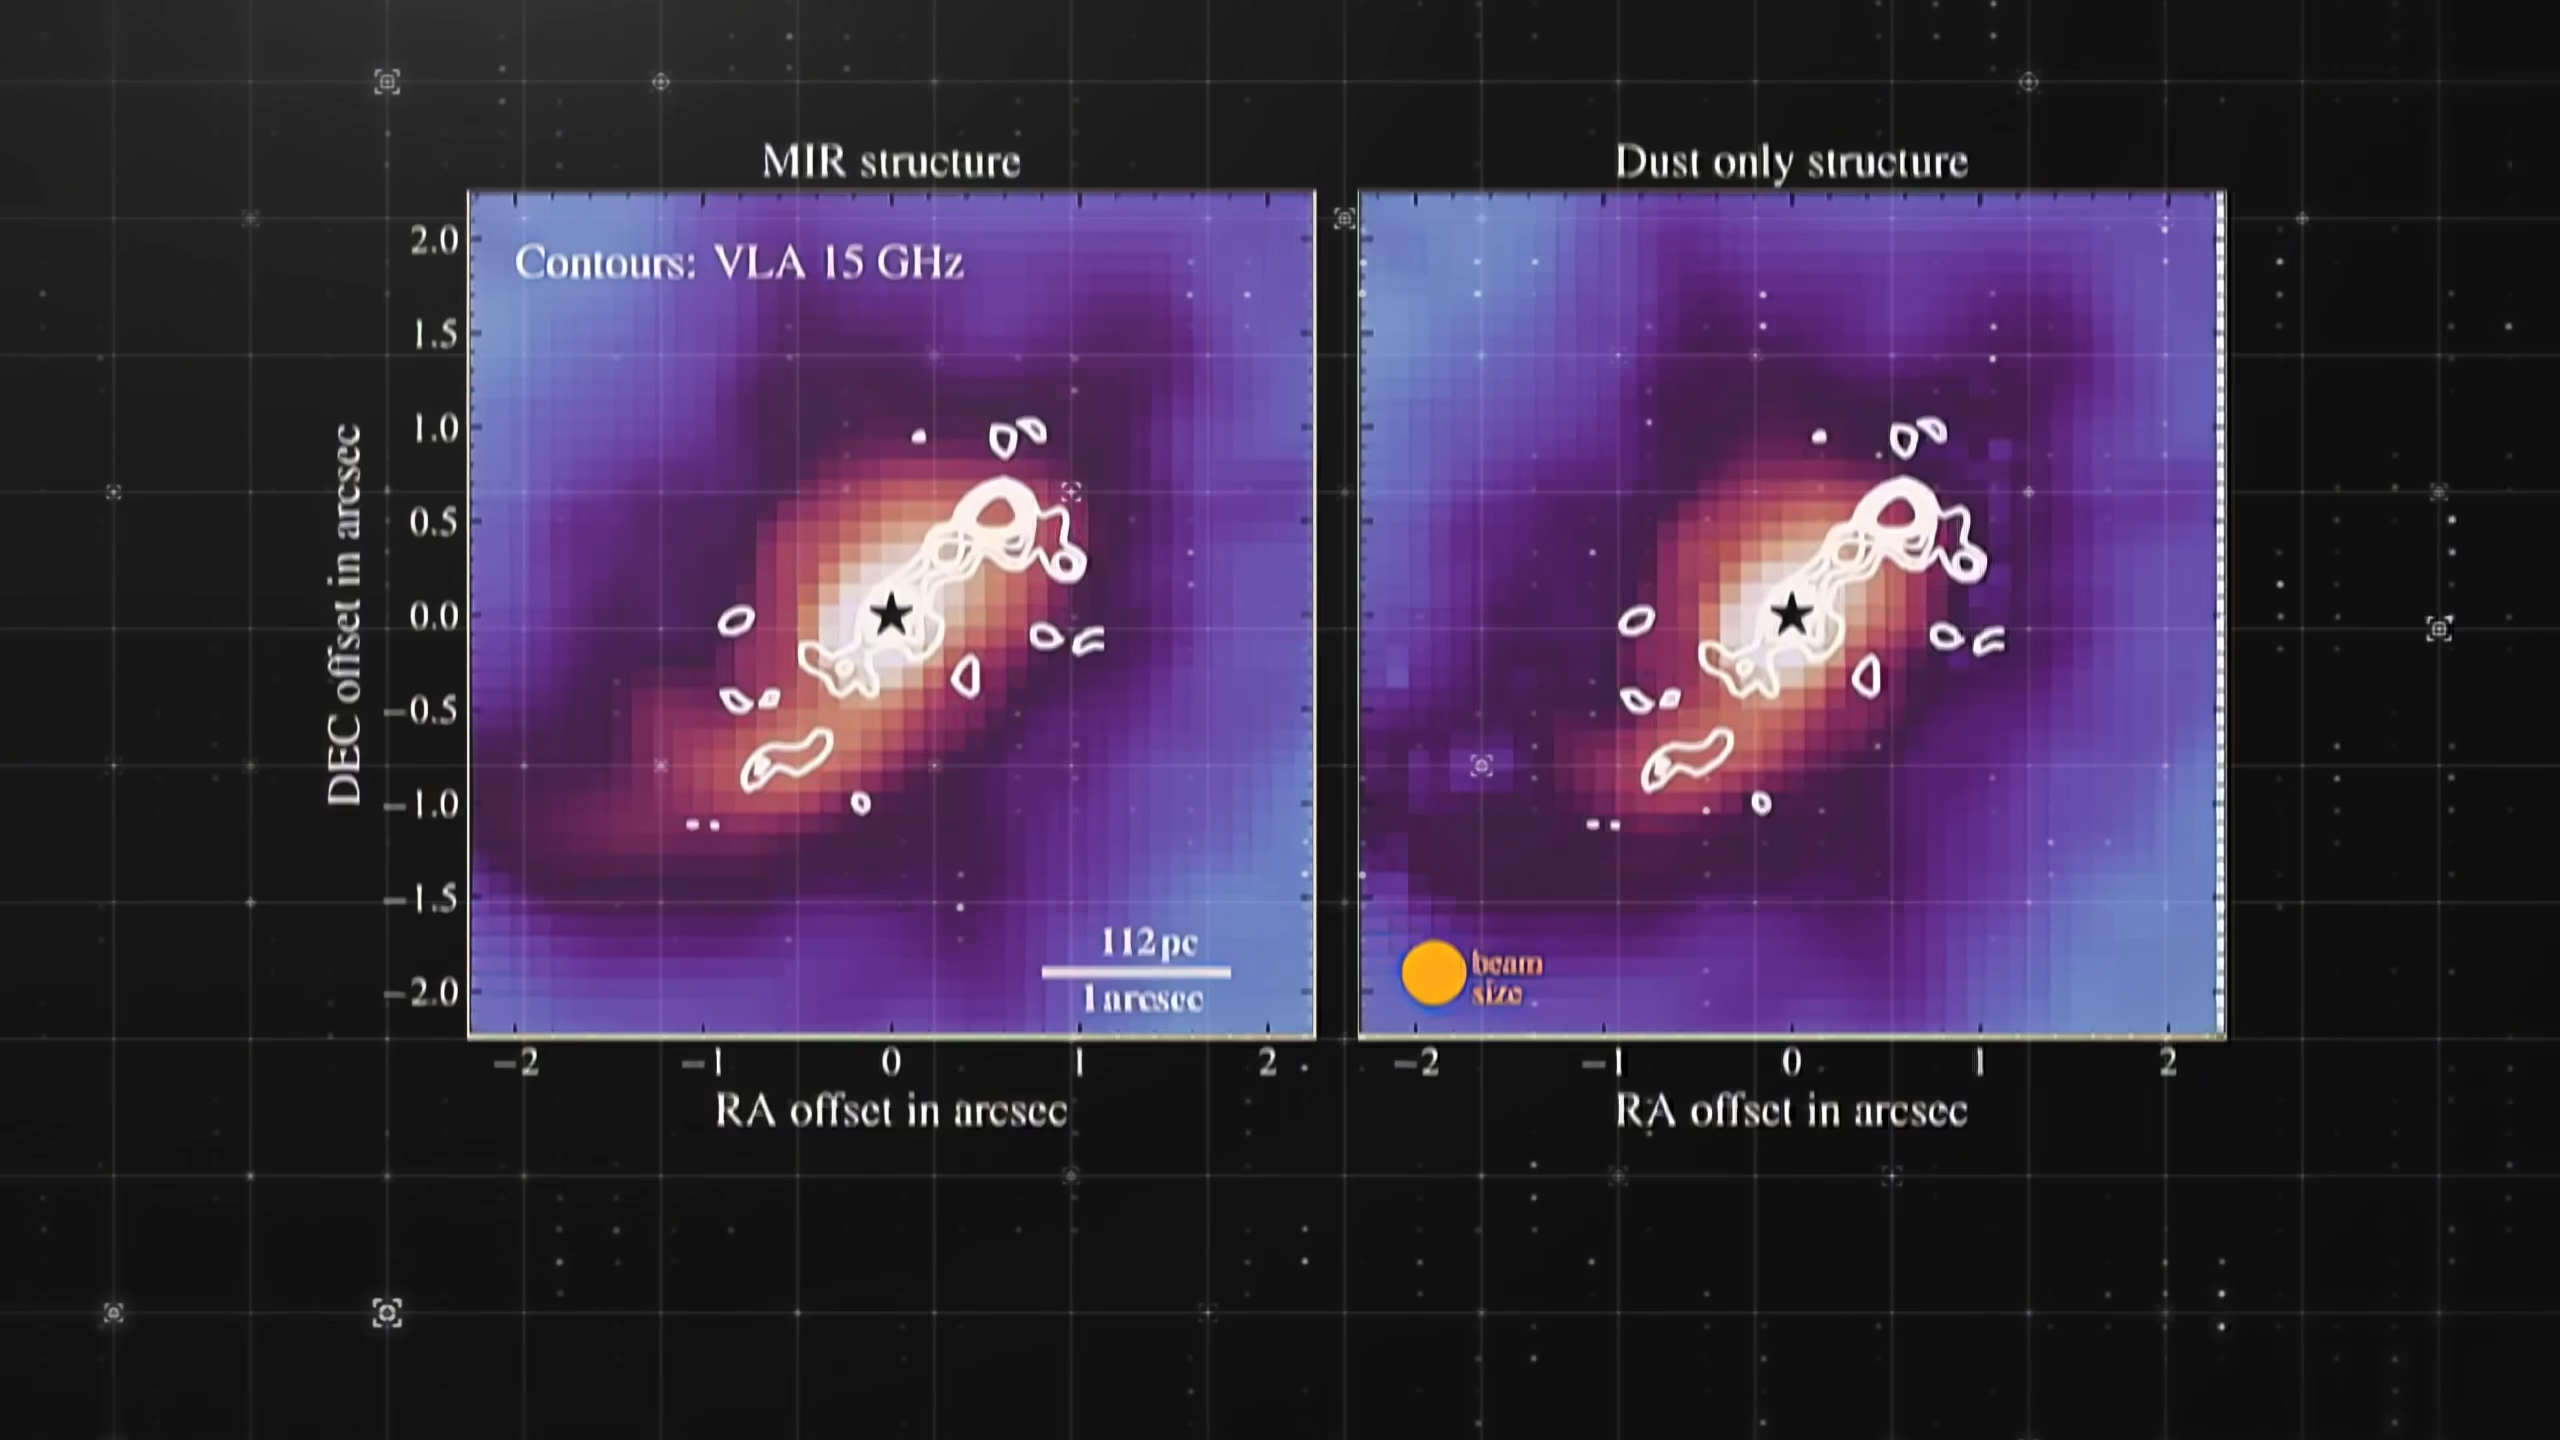 MIR structure
Dust only structure
Contours: VLA 15 GHz
DEC offset in arcsec
2.0
1.5
1.0
0.5
0.0
−0.5
−1.0
−1.5
−2.0
112 pc
1 arcsec
beam
size
−2 −1 0 1 2
−2 −1 0 1 2
RA offset in arcsec
RA offset in arcsec